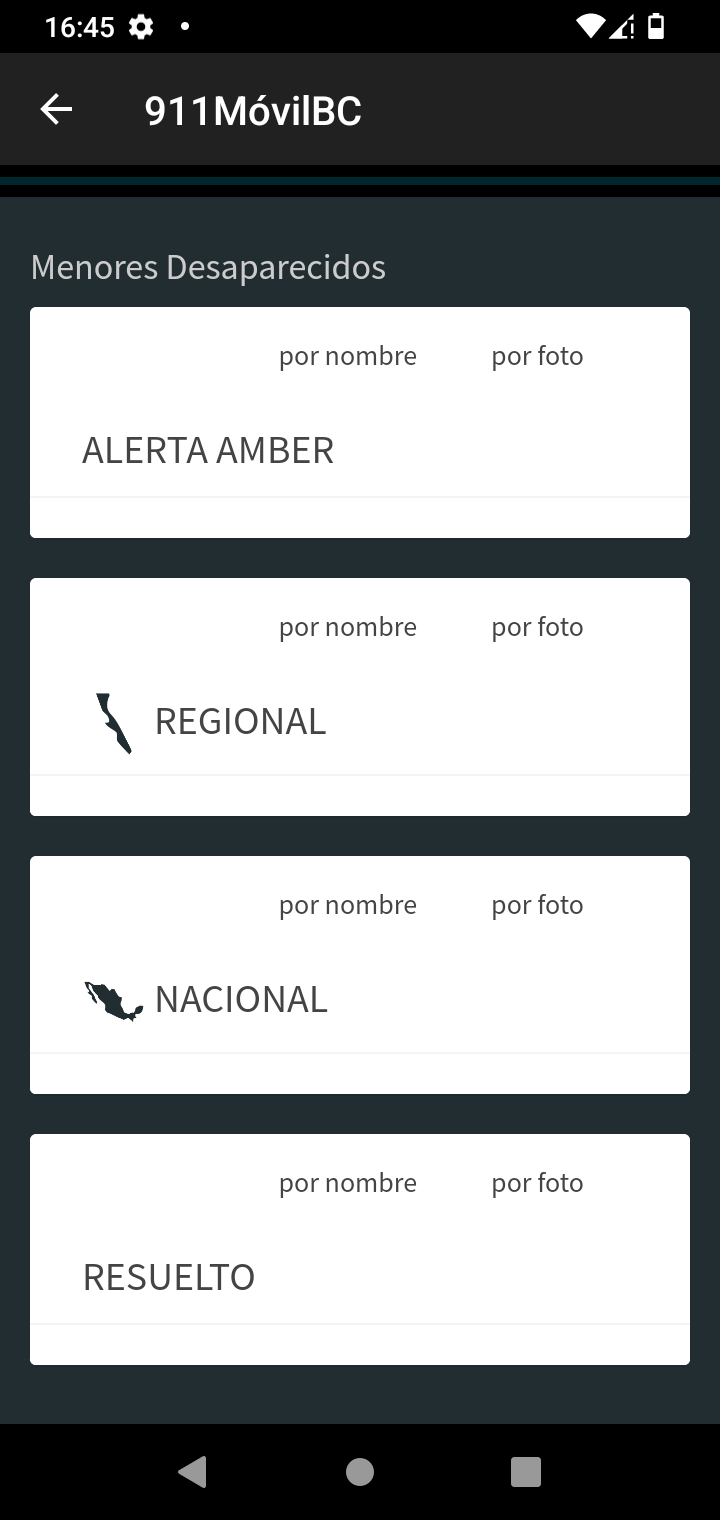 16:45
911MóvilBC
Menores Desaparecidos
por nombre por foto
ALERTA AMBER
por nombre por foto
REGIONAL
por nombre por foto
NACIONAL
por nombre por foto
RESUELTO